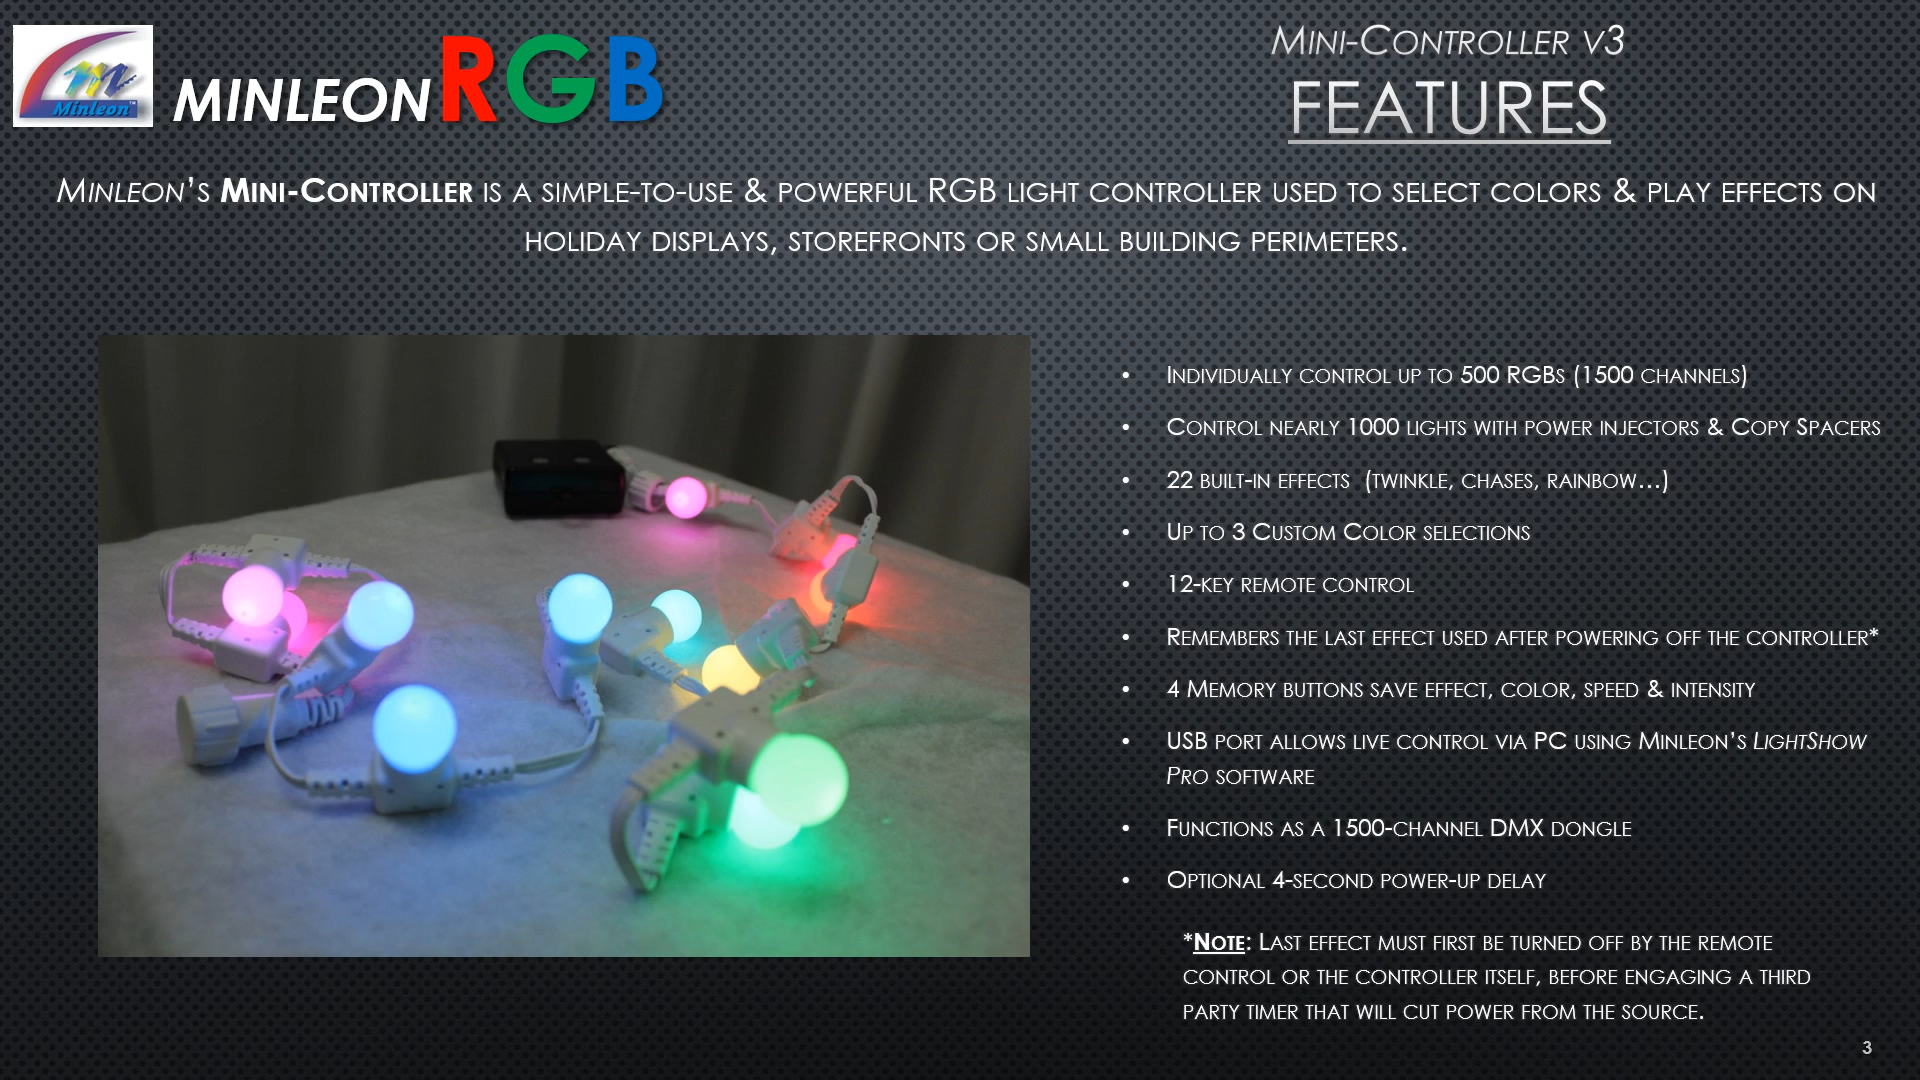 Minleon™
MINLEON RGB
Mini-Controller v3
FEATURES
Minleon's Mini-Controller is a simple-to-use & powerful RGB light controller used to select colors & play effects on
holiday displays, storefronts or small building perimeters.
• Individually control up to 500 RGBs (1500 channels)
• Control nearly 1000 lights with power injectors & Copy Spacers
• 22 built-in effects (twinkle, chases, rainbow…)
• Up to 3 Custom Color selections
• 12-key remote control
• Remembers the last effect used after powering off the controller*
• 4 Memory buttons save effect, color, speed & intensity
• USB port allows live control via PC using Minleon's LightShow
Pro software
• Functions as a 1500-channel DMX dongle
• Optional 4-second power-up delay
*Note: Last effect must first be turned off by the remote
control or the controller itself, before engaging a third
party timer that will cut power from the source.
3